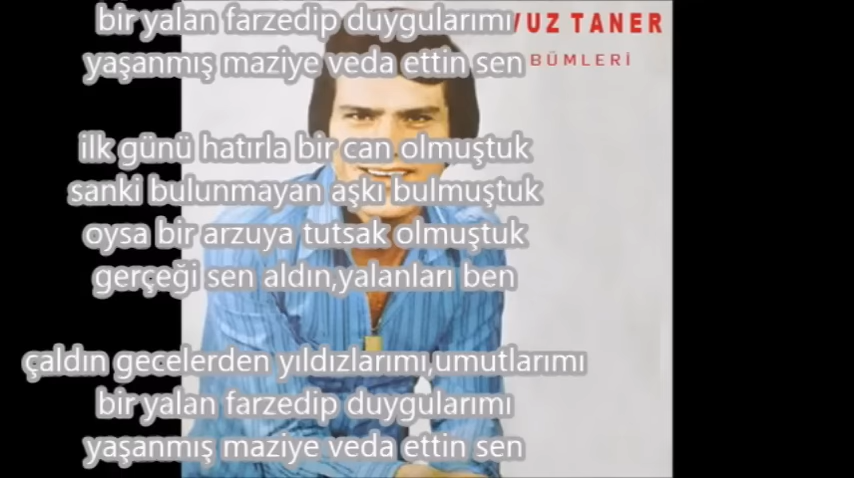 bir yalan farzedip duygularımı
VUZ TANER
yaşanmış maziye veda ettin sen
BÜMLERİ
ilk günü hatırla bir can olmuştuk
sanki bulunmayan aşkı bulmuştuk
oysa bir arzuya tutsak olmuştuk
gerçeği sen aldın,yalanları ben
çaldın gecelerden yıldızlarımı,umutlarımı
bir yalan farzedip duygularımı
yaşanmış maziye veda ettin sen